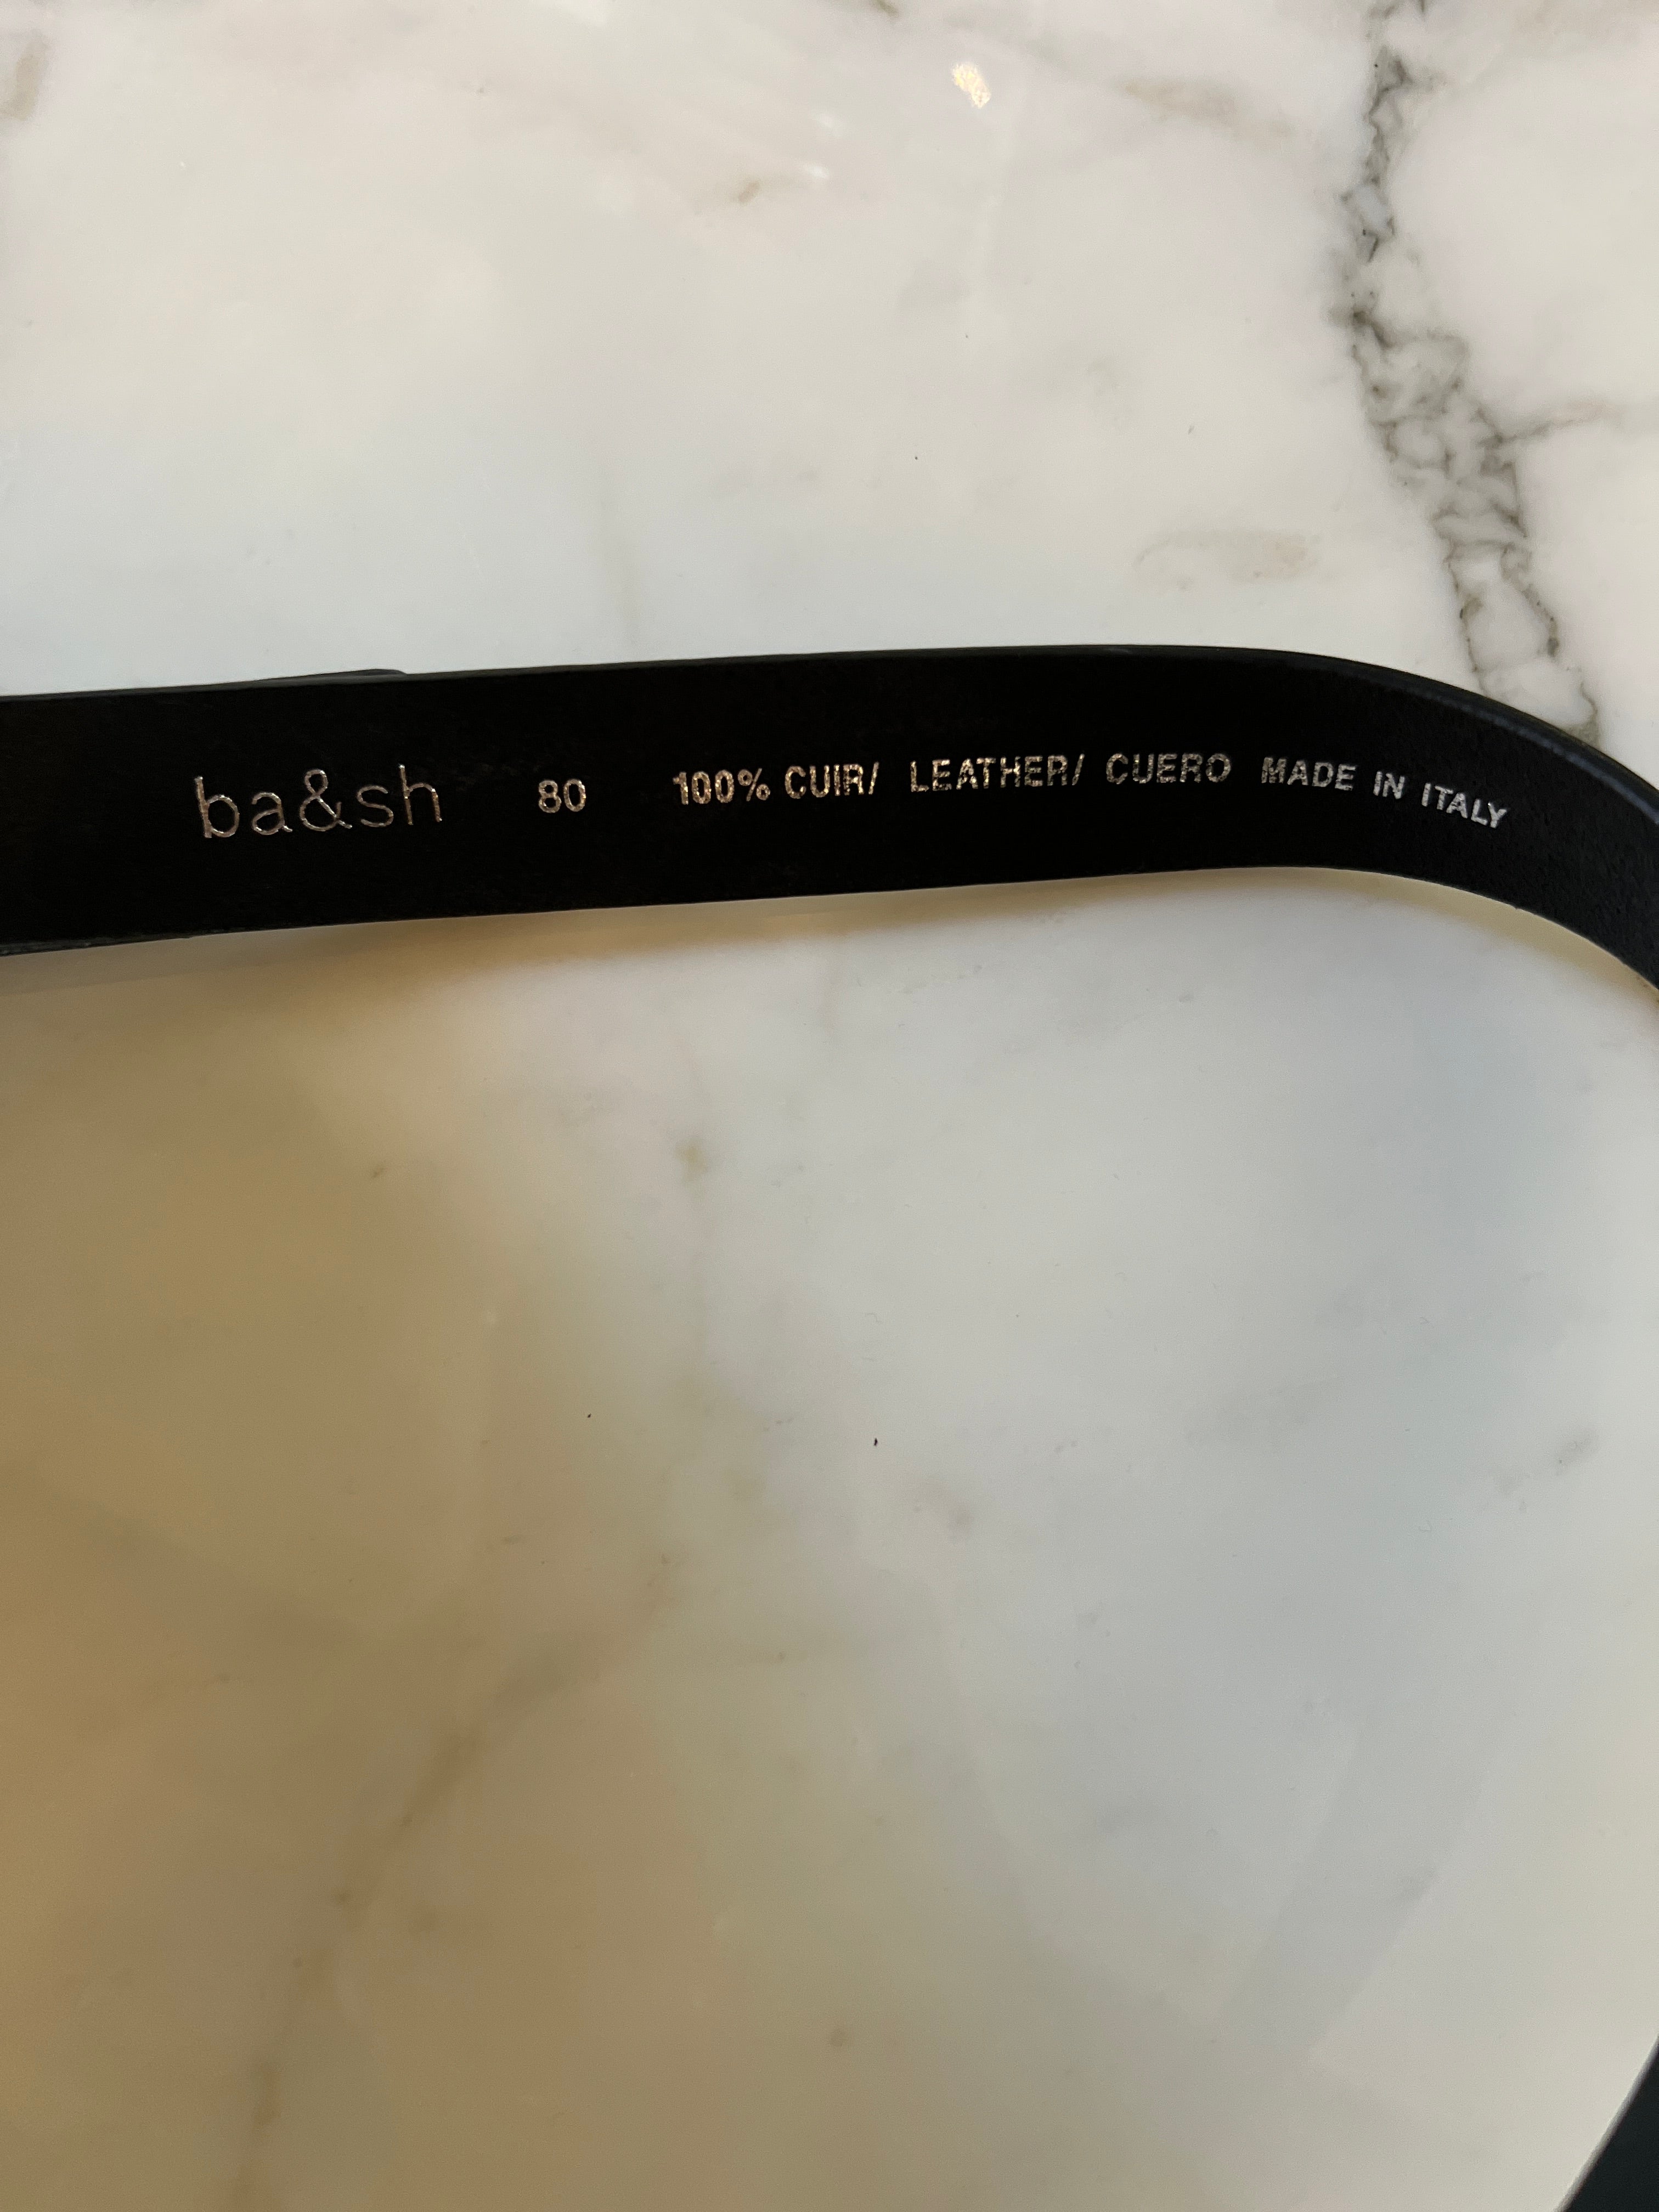 ba&sh 80 100% CUIR/ LEATHER/ CUERO MADE IN ITALY